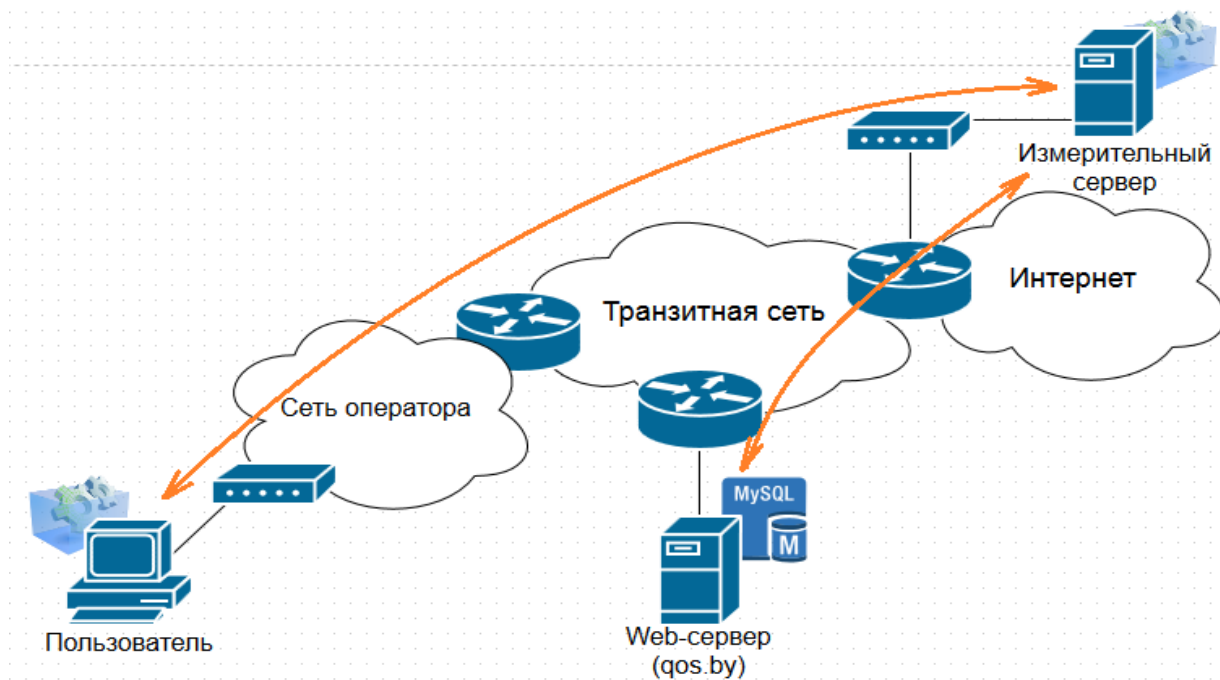 Измерительный
сервер
Интернет
Транзитная сеть
Сеть оператора
MySQL
M
Пользователь
Web-сервер
(qos.by)